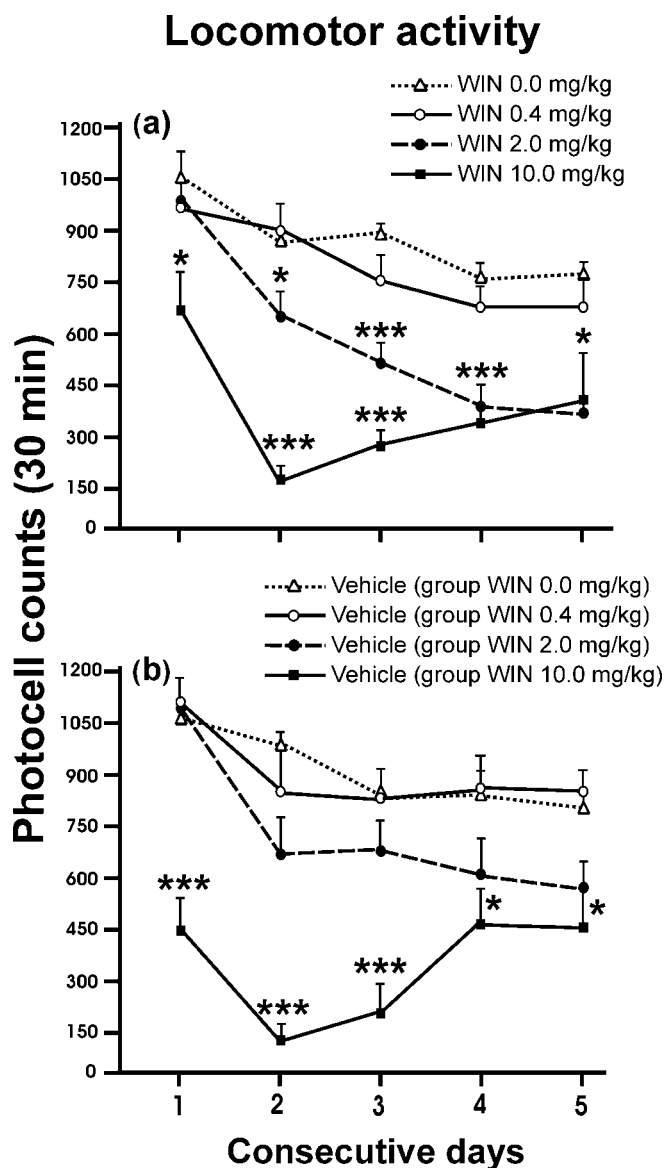 Locomotor activity
WIN 0.0 mg/kg
WIN 0.4 mg/kg
WIN 2.0 mg/kg
WIN 10.0 mg/kg
(a)
1200
1050
900
750
600
450
300
150
0
*
*
***
***
*
***
***
Vehicle (group WIN 0.0 mg/kg)
Vehicle (group WIN 0.4 mg/kg)
Vehicle (group WIN 2.0 mg/kg)
Vehicle (group WIN 10.0 mg/kg)
(b)
1200
1050
900
750
600
450
300
150
0
***
***
***
*
*
1 2 3 4 5
Consecutive days
Photocell counts (30 min)